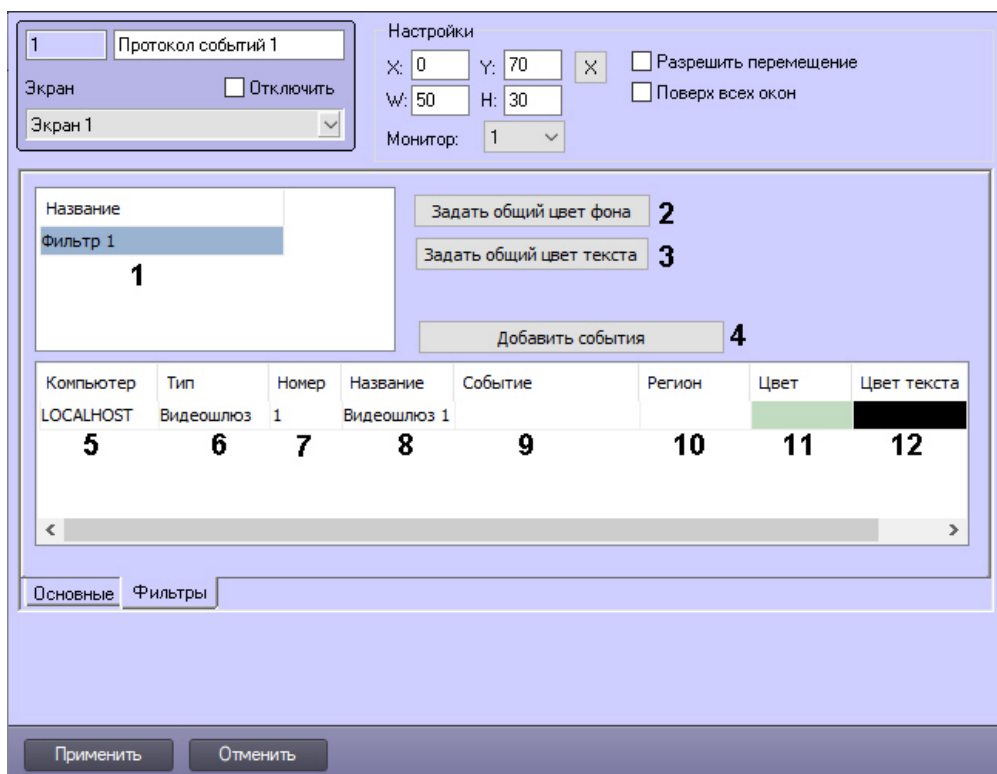 1 Протокол событий 1
Экран Отключить
Экран 1
Настройки
X: 0 Y: 70 X Разрешить перемещение
W: 50 H: 30 Поверх всех окон
Монитор: 1
Название
Фильтр 1
1
Задать общий цвет фона 2
Задать общий цвет текста 3
Добавить события 4
Компьютер Тип Номер Название Событие Регион Цвет Цвет текста
LOCALHOST Видеошлюз 1 Видеошлюз 1
5 6 7 8 9 10 11 12
Основные Фильтры
Применить Отменить